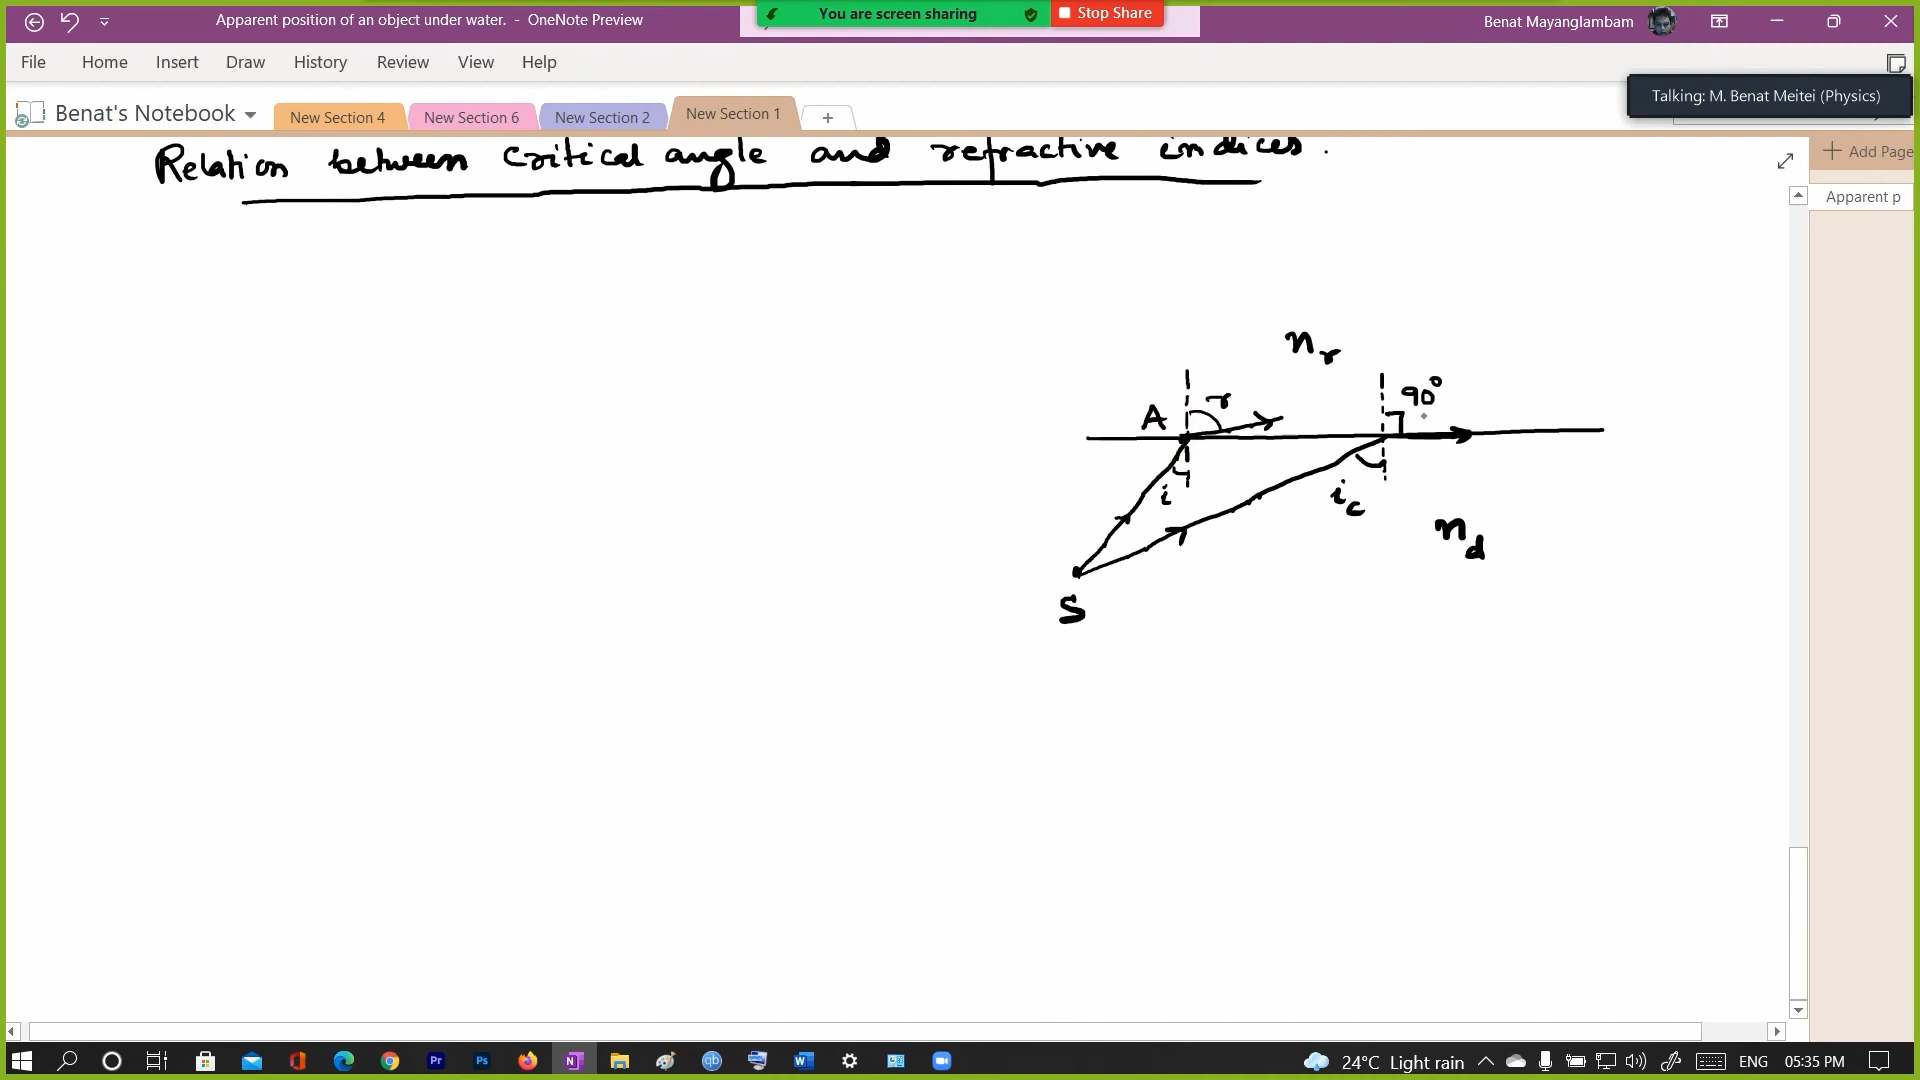 Apparent position of an object under water. - OneNote Preview
You are screen sharing
Stop Share
Benat Mayanglambam
File Home Insert Draw History Review View Help
Talking: M. Benat Meitei (Physics)
Benat's Notebook
New Section 4
New Section 6
New Section 2
New Section 1
+
Add Page
Apparent p
Relation between critical angle and refractive indices.
n_r
90°
A
r
i
i_c
n_d
S
24°C Light rain
ENG
05:35 PM